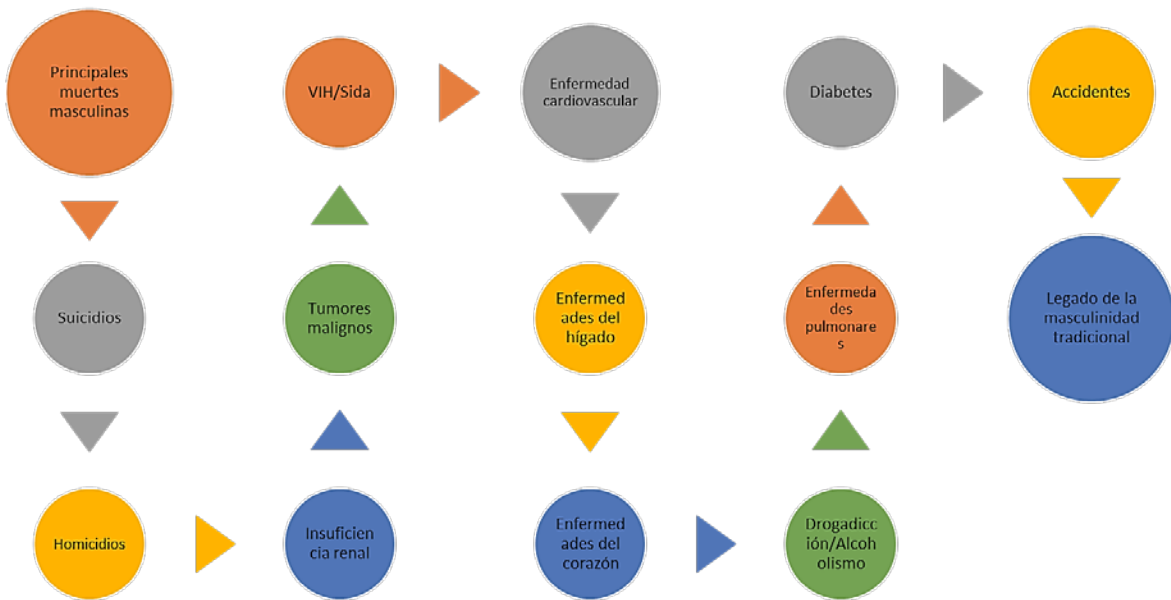 Principales
muertes
masculinas
Suicidios
Homicidios
Insuficien
cia renal
Tumores
malignos
VIH/Sida
Enfermedad
cardiovascular
Enfermed
ades del
hígado
Enfermed
ades del
corazón
Drogadicc
ión/Alcoh
olismo
Enfermeda
des
pulmonare
s
Diabetes
Accidentes
Legado de la
masculinidad
tradicional